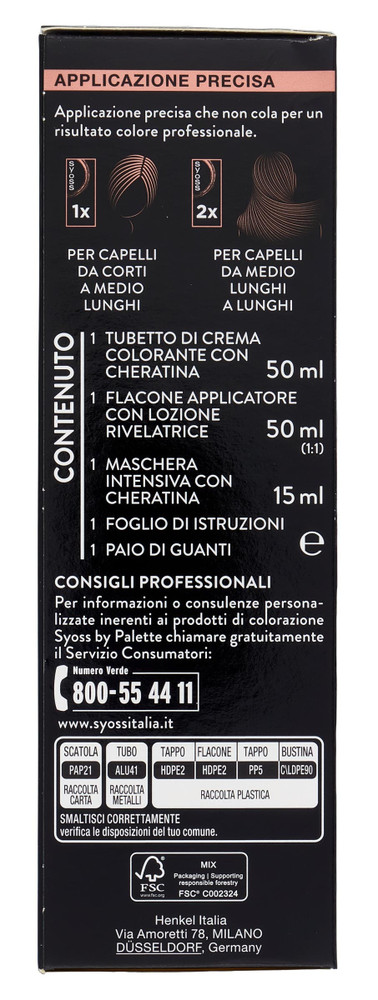 APPLICAZIONE PRECISA
Applicazione precisa che non cola per un
risultato colore professionale.
SYOSS
1x
SYOSS
2x
PER CAPELLI
DA CORTI
A MEDIO
LUNGHI
PER CAPELLI
DA MEDIO
LUNGHI
A LUNGHI
CONTENUTO
1 TUBETTO DI CREMA
COLORANTE CON
CHERATINA 50 ml
1 FLACONE APPLICATORE
CON LOZIONE
RIVELATRICE 50 ml
(1:1)
1 MASCHERA
INTENSIVA CON
CHERATINA 15 ml
1 FOGLIO DI ISTRUZIONI
1 PAIO DI GUANTI ℮
CONSIGLI PROFESSIONALI
Per informazioni o consulenze persona-
lizzate inerenti ai prodotti di colorazione
Syoss by Palette chiamare gratuitamente
il Servizio Consumatori:
Numero Verde
800-55 44 11
www.syossitalia.it
SCATOLA TUBO TAPPO FLACONE TAPPO BUSTINA
PAP21 ALU41 HDPE2 HDPE2 PP5 C\LDPE90
RACCOLTA
CARTA
RACCOLTA
METALLI
RACCOLTA PLASTICA
SMALTISCI CORRETTAMENTE
verifica le disposizioni del tuo comune.
FSC
www.fsc.org
MIX
Packaging | Supporting
responsible forestry
FSC® C002324
Henkel Italia
Via Amoretti 78, MILANO
DÜSSELDORF, Germany